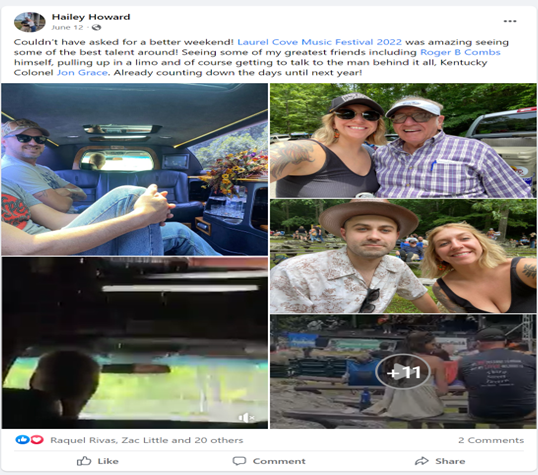 Hailey Howard
June 12 ·
Couldn't have asked for a better weekend! Laurel Cove Music Festival 2022 was amazing seeing
some of the best talent around! Seeing some of my greatest friends including Roger B Combs
himself, pulling up in a limo and of course getting to talk to the man behind it all, Kentucky
Colonel Jon Grace. Already counting down the days until next year!
+11
Raquel Rivas, Zac Little and 20 others
2 Comments
Like
Comment
Share